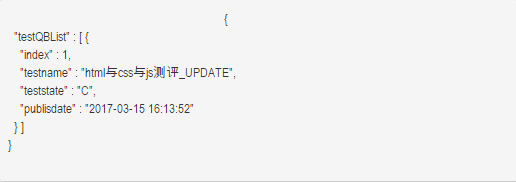 {
"testQBList" : [ {
"index" : 1,
"testname" : "html与css与js测评_UPDATE",
"teststate" : "C",
"publisdate" : "2017-03-15 16:13:52"
} ]
}